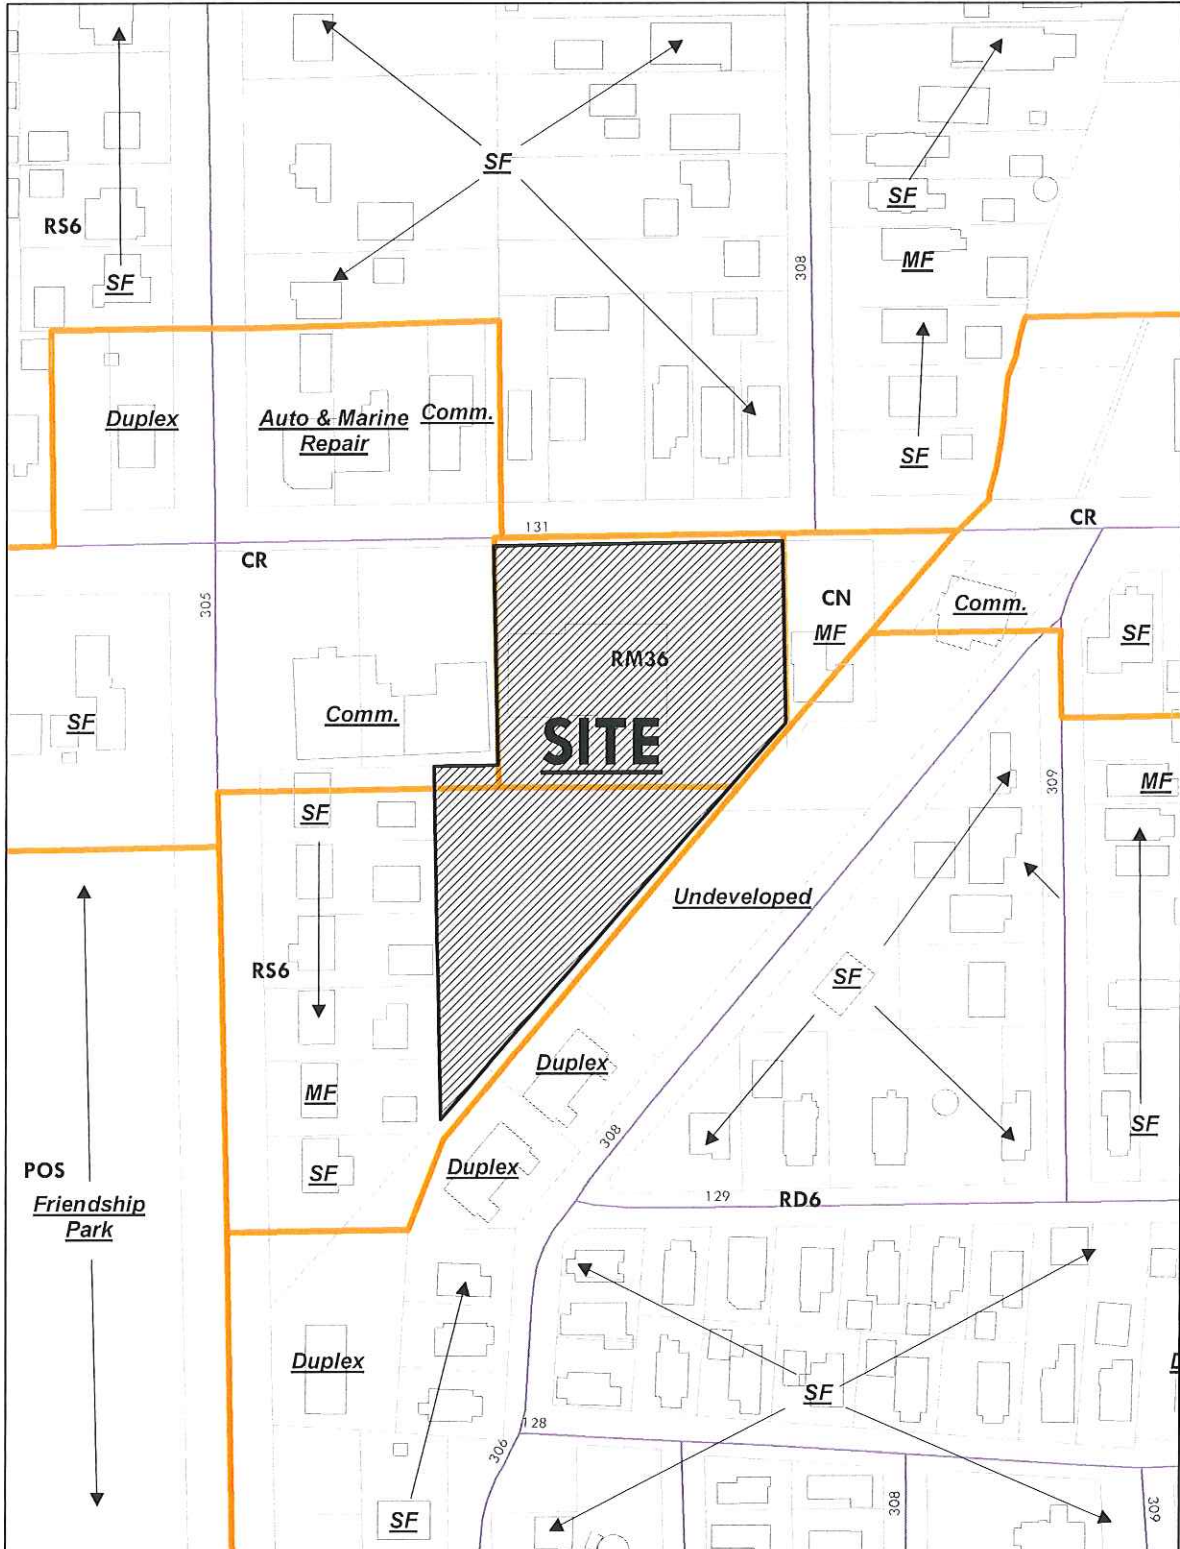 SF
SF
RS6
SF
308
MF
Duplex
Auto & Marine
Repair
Comm.
SF
131
CR
CR
305
CN
MF
Comm.
SF
RM36
SF
Comm.
SITE
309
MF
SF
Undeveloped
RS6
SF
Duplex
MF
308
SF
Duplex
SF
POS
Friendship
Park
129
RD6
Duplex
SF
128
306
SF
308
309